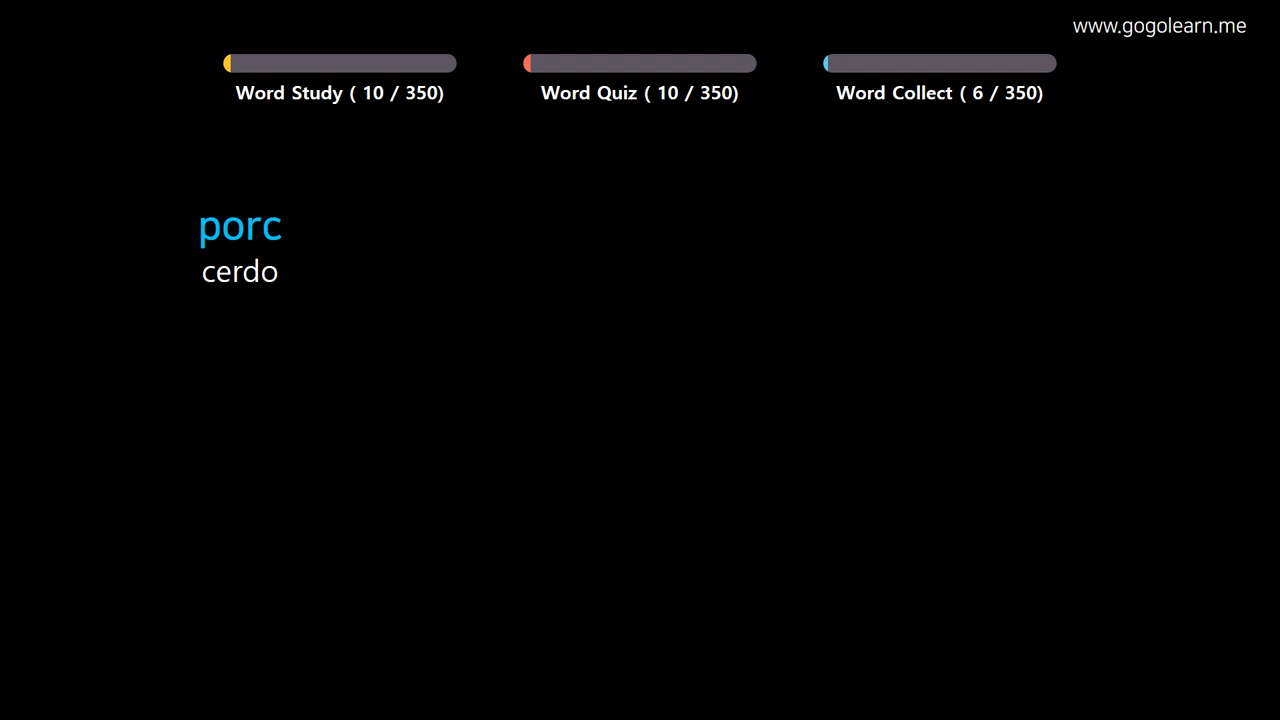 www.gogolearn.me
Word Study ( 10 / 350)
Word Quiz ( 10 / 350)
Word Collect ( 6 / 350)
porc
cerdo